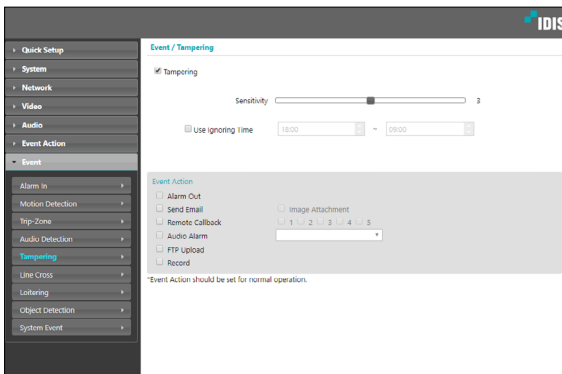 IDIS
Quick Setup
System
Network
Video
Audio
Event Action
Event
Alarm In
Motion Detection
Trip-Zone
Audio Detection
Tampering
Line Cross
Loitering
Object Detection
System Event
Event / Tampering
Tampering
Sensitivity 3
Use Ignoring Time 18:00 ~ 09:00
Event Action
Alarm Out
Send Email Image Attachment
Remote Callback 1 2 3 4 5
Audio Alarm
FTP Upload
Record
*Event Action should be set for normal operation.